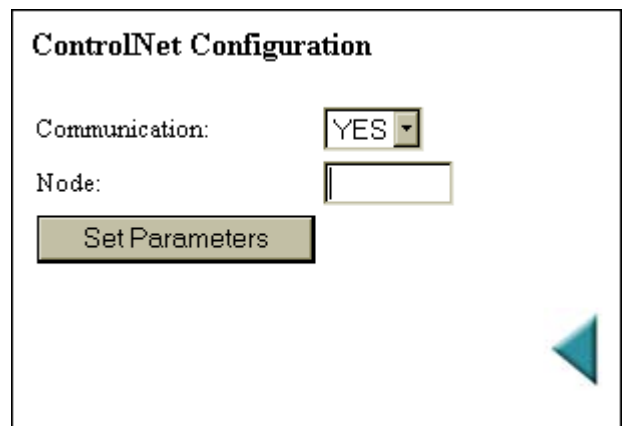 ControlNet Configuration
Communication: YES
Node:
Set Parameters